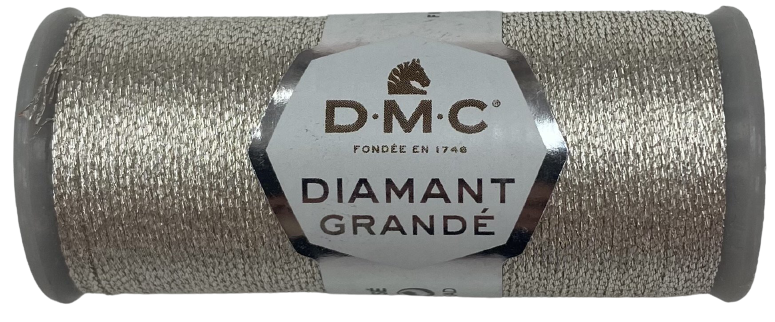 D·M·C®
FONDÉE EN 1746
DIAMANT
GRANDÉ